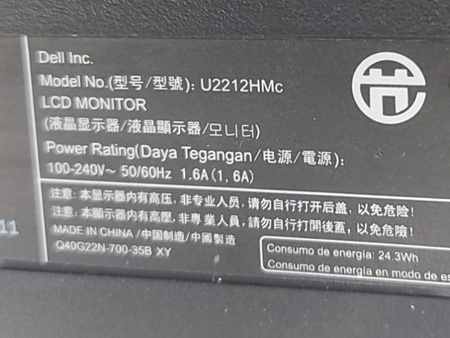 Dell Inc.
Model No.(型号/型號): U2212HMc
LCD MONITOR
(液晶显示器/液晶顯示器/모니터)
Power Rating(Daya Tegangan/电源/電源):
100-240V~ 50/60Hz 1.6A(1,6A)
注意: 本显示器内有高压, 非专业人员, 请勿自行打开后盖, 以免危险!
注意: 本顯示器內有高壓, 非專業人員, 請勿自行打開後蓋, 以免危險!
MADE IN CHINA /中国制造/中國製造
Q40G22N-700-35B XY
11
Consumo de energía: 24.3Wh
Consumo de energía en modo de es